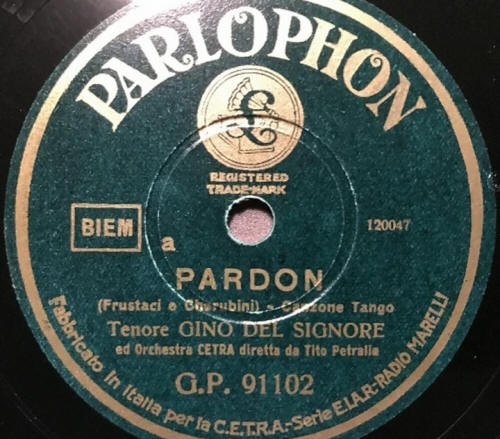 PARLOPHON
£
REGISTERED
TRADE-MARK
BIEM
a
120047
PARDON
(Frustaci e Cherubini) - Canzone Tango
Tenore GINO DEL SIGNORE
ed Orchestra CETRA diretta da Tito Petralia
G.P. 91102
Fabbricato in Italia per la C.E.T.R.A.-Serie E.I.A.R-RADIO MARELLI